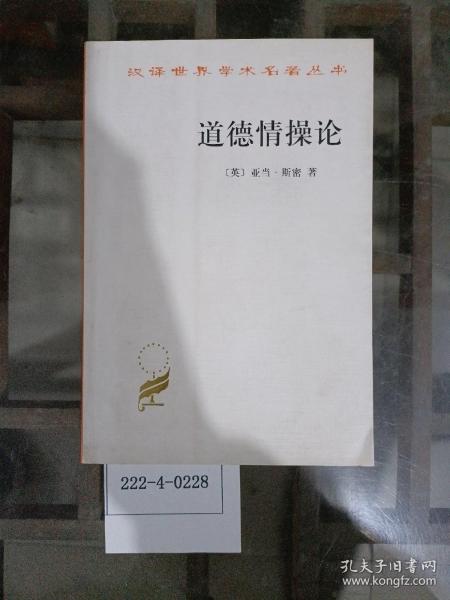 汉译世界学术名著丛书
道德情操论
〔英〕亚当·斯密 著
222-4-0228
孔夫子旧书网
www.kongfz.com